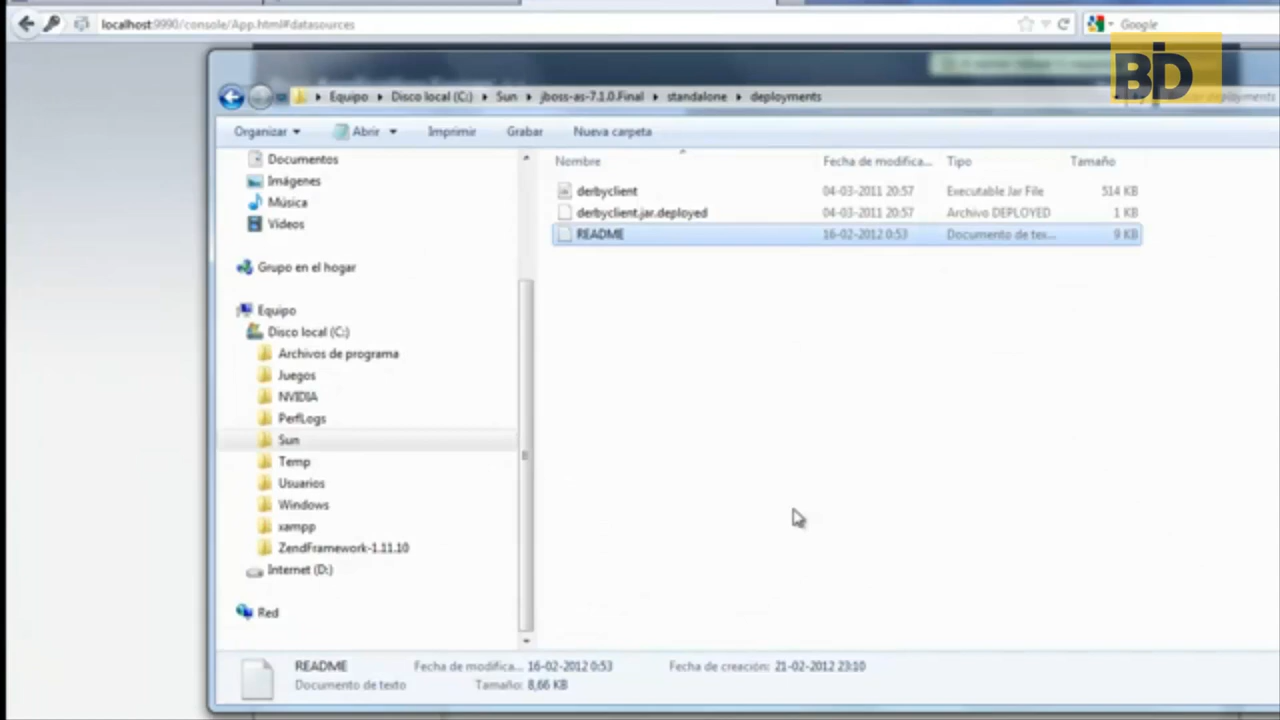 localhost:9990/console/App.html#datasources
Google
BD
Equipo Disco local (C:) Sun jboss-as-7.1.0.Final standalone deployments
Organizar Abrir Imprimir Grabar Nueva carpeta
Nombre Fecha de modifica... Tipo Tamaño
derbyclient 04-03-2011 20:57 Executable Jar File 514 KB
derbyclient.jar.deployed 04-03-2011 20:57 Archivo DEPLOYED 1 KB
README 16-02-2012 0:53 Documento de tex... 9 KB
Documentos
Imágenes
Música
Vídeos
Grupo en el hogar
Equipo
Disco local (C:)
Archivos de programa
Juegos
NVIDIA
PerfLogs
Sun
Temp
Usuarios
Windows
xampp
ZendFramework-1.11.10
Internet (D:)
Red
README Fecha de modifica... 16-02-2012 0:53 Fecha de creación: 21-02-2012 23:10
Documento de texto Tamaño: 8,66 KB